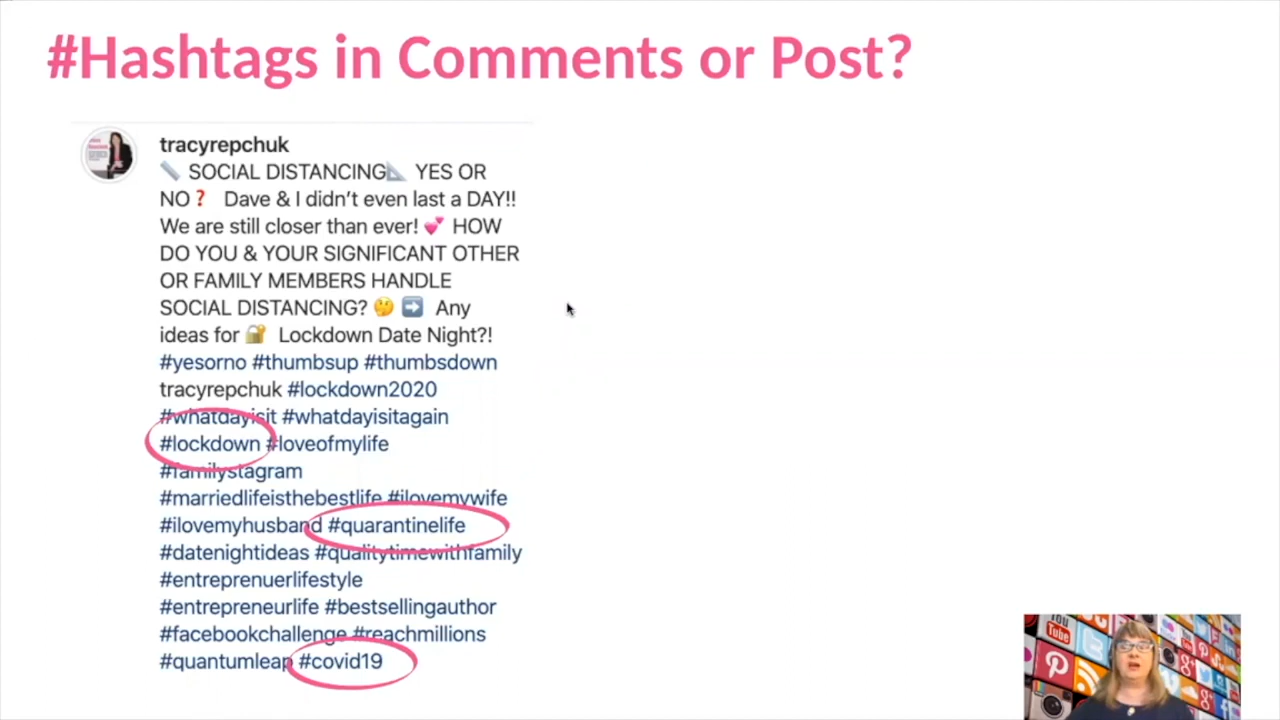 #Hashtags in Comments or Post?
tracyrepchuk
📏 SOCIAL DISTANCING📐 YES OR
NO❓ Dave & I didn't even last a DAY!!
We are still closer than ever! 💕 HOW
DO YOU & YOUR SIGNIFICANT OTHER
OR FAMILY MEMBERS HANDLE
SOCIAL DISTANCING? 🤔 ➡️ Any
ideas for 🔐 Lockdown Date Night?!
#yesorno #thumbsup #thumbsdown
tracyrepchuk #lockdown2020
#whatdayisit #whatdayisitagain
#lockdown #loveofmylife
#familystagram
#marriedlifeisthebestlife #ilovemywife
#ilovemyhusband #quarantinelife
#datenightideas #qualitytimewithfamily
#entreprenuerlifestyle
#entrepreneurlife #bestsellingauthor
#facebookchallenge #reachmillions
#quantumleap #covid19
You
Tube